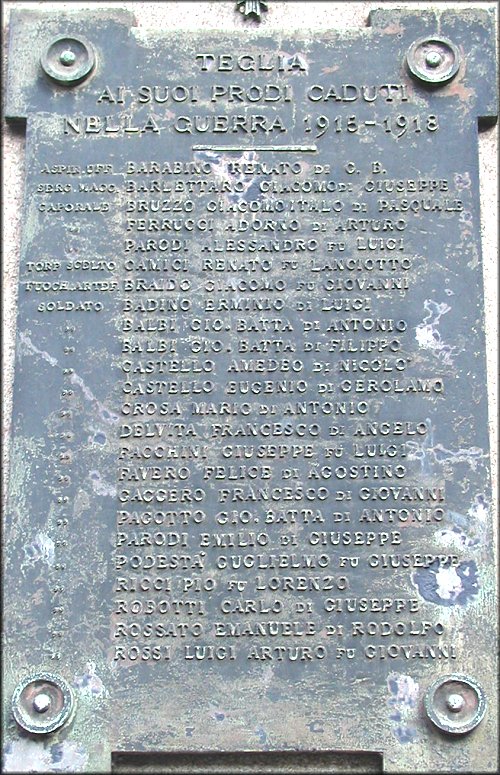 TEGLIA
AI SUOI PRODI CADUTI
NELLA GUERRA 1915-1918
ASPIR. UFF. BARABINO RENATO DI G. B.
SERG. MAGG. BARLETTARO GIACOMO DI GIUSEPPE
CAPORALE BRUZZO GIACOMO ITALO DI PASQUALE
FERRUCCI ADORNO DI ARTURO
PARODI ALESSANDRO FU LUIGI
TORP. SCELTO CAMICI RENATO FU LANCIOTTO
FUOCH. ARTEF. BRAIDO GIACOMO FU GIOVANNI
SOLDATO BADINO ERMINIO DI LUIGI
" BALBI GIO. BATTA DI ANTONIO
" BALBI GIO. BATTA DI FILIPPO
" CASTELLO AMEDEO DI NICOLO'
" CASTELLO EUGENIO DI GEROLAMO
" CROSA MARIO DI ANTONIO
" DELVITA FRANCESCO DI ANGELO
" FACCHINI GIUSEPPE FU LUIGI
" FAVERO FELICE DI AGOSTINO
" GAGGERO FRANCESCO DI GIOVANNI
" PAGOTTO GIO. BATTA DI ANTONIO
" PARODI EMILIO DI GIUSEPPE
" PODESTA' GUGLIELMO FU GIUSEPPE
" RICCI PIO FU LORENZO
" ROBOTTI CARLO DI GIUSEPPE
" ROSSATO EMANUELE DI RODOLFO
" ROSSI LUIGI ARTURO FU GIOVANNI